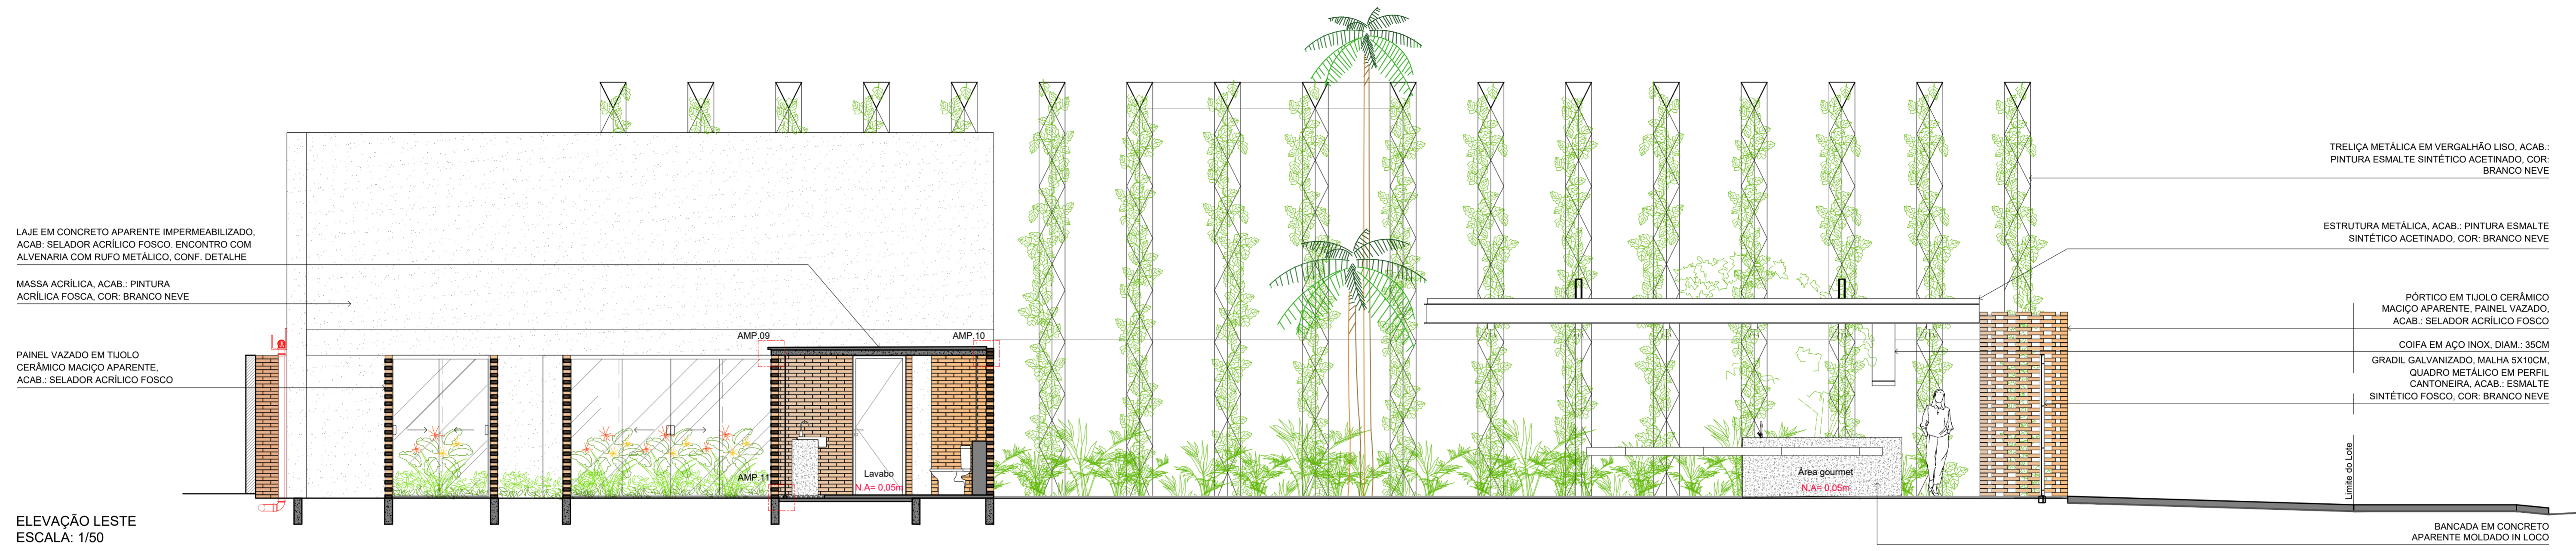 LAJE EM CONCRETO APARENTE IMPERMEABILIZADO,
ACAB: SELADOR ACRÍLICO FOSCO. ENCONTRO COM
ALVENARIA COM RUFO METÁLICO, CONF. DETALHE
MASSA ACRÍLICA, ACAB.: PINTURA
ACRÍLICA FOSCA, COR: BRANCO NEVE
PAINEL VAZADO EM TIJOLO
CERÂMICO MACIÇO APARENTE,
ACAB.: SELADOR ACRÍLICO FOSCO
ELEVAÇÃO LESTE
ESCALA: 1/50
AMP.09
AMP.10
AMP.11
Lavabo
N.A= 0,05m
Área gourmet
N.A= 0,05m
TRELIÇA METÁLICA EM VERGALHÃO LISO, ACAB.:
PINTURA ESMALTE SINTÉTICO ACETINADO, COR:
BRANCO NEVE
ESTRUTURA METÁLICA, ACAB.: PINTURA ESMALTE
SINTÉTICO ACETINADO, COR: BRANCO NEVE
PÓRTICO EM TIJOLO CERÂMICO
MACIÇO APARENTE, PAINEL VAZADO,
ACAB.: SELADOR ACRÍLICO FOSCO
COIFA EM AÇO INOX, DIAM.: 35CM
GRADIL GALVANIZADO, MALHA 5X10CM,
QUADRO METÁLICO EM PERFIL
CANTONEIRA, ACAB.: ESMALTE
SINTÉTICO FOSCO, COR: BRANCO NEVE
Limite do Lote
BANCADA EM CONCRETO
APARENTE MOLDADO IN LOCO